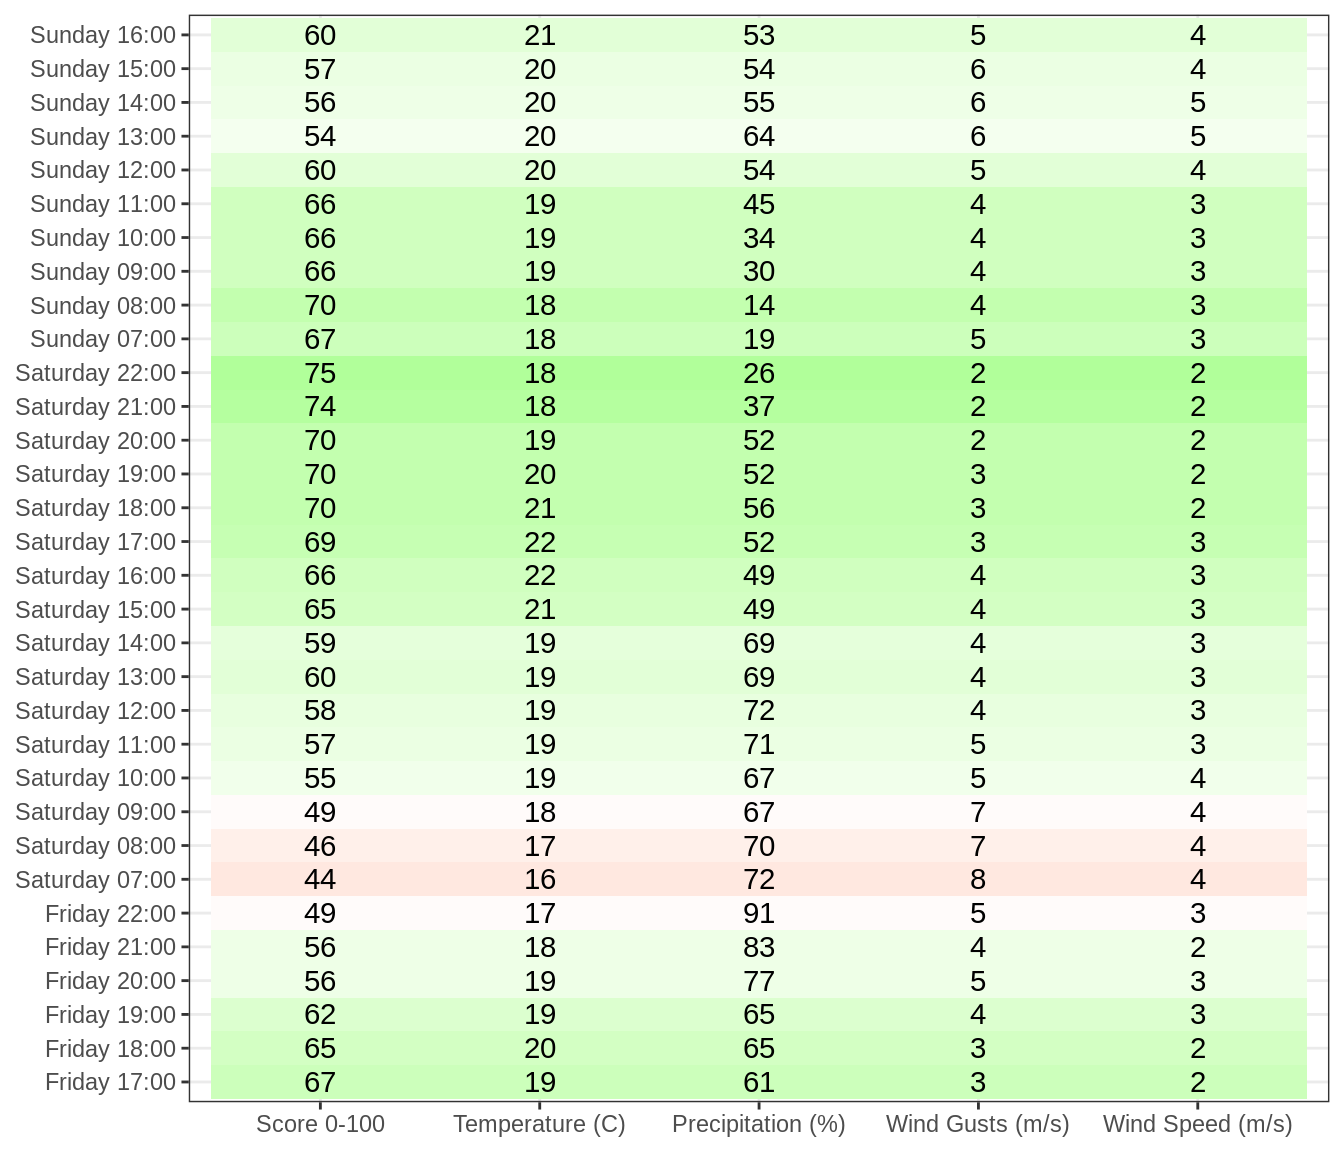 Sunday 16:00 60 21 53 5 4
Sunday 15:00 57 20 54 6 4
Sunday 14:00 56 20 55 6 5
Sunday 13:00 54 20 64 6 5
Sunday 12:00 60 20 54 5 4
Sunday 11:00 66 19 45 4 3
Sunday 10:00 66 19 34 4 3
Sunday 09:00 66 19 30 4 3
Sunday 08:00 70 18 14 4 3
Sunday 07:00 67 18 19 5 3
Saturday 22:00 75 18 26 2 2
Saturday 21:00 74 18 37 2 2
Saturday 20:00 70 19 52 2 2
Saturday 19:00 70 20 52 3 2
Saturday 18:00 70 21 56 3 2
Saturday 17:00 69 22 52 3 3
Saturday 16:00 66 22 49 4 3
Saturday 15:00 65 21 49 4 3
Saturday 14:00 59 19 69 4 3
Saturday 13:00 60 19 69 4 3
Saturday 12:00 58 19 72 4 3
Saturday 11:00 57 19 71 5 3
Saturday 10:00 55 19 67 5 4
Saturday 09:00 49 18 67 7 4
Saturday 08:00 46 17 70 7 4
Saturday 07:00 44 16 72 8 4
Friday 22:00 49 17 91 5 3
Friday 21:00 56 18 83 4 2
Friday 20:00 56 19 77 5 3
Friday 19:00 62 19 65 4 3
Friday 18:00 65 20 65 3 2
Friday 17:00 67 19 61 3 2
Score 0-100 Temperature (C) Precipitation (%) Wind Gusts (m/s) Wind Speed (m/s)